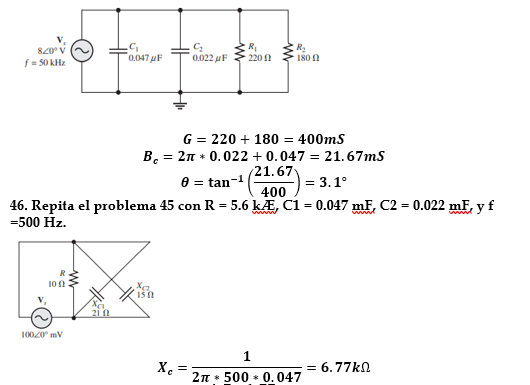 Vs
8∠0° V
f = 50 kHz
C1
0.047 μF
C2
0.022 μF
R1
220 Ω
R2
180 Ω
G = 220 + 180 = 400mS
Bc = 2π * 0.022 + 0.047 = 21.67mS
θ = tan⁻¹(21.67/400) = 3.1°
46. Repita el problema 45 con R = 5.6 kÆ, C1 = 0.047 mF, C2 = 0.022 mF, y f
=500 Hz.
R
10 Ω
XC1
21 Ω
XC2
15 Ω
Vs
100∠0° mV
Xc = 1/(2π * 500 * 0.047) = 6.77kΩ